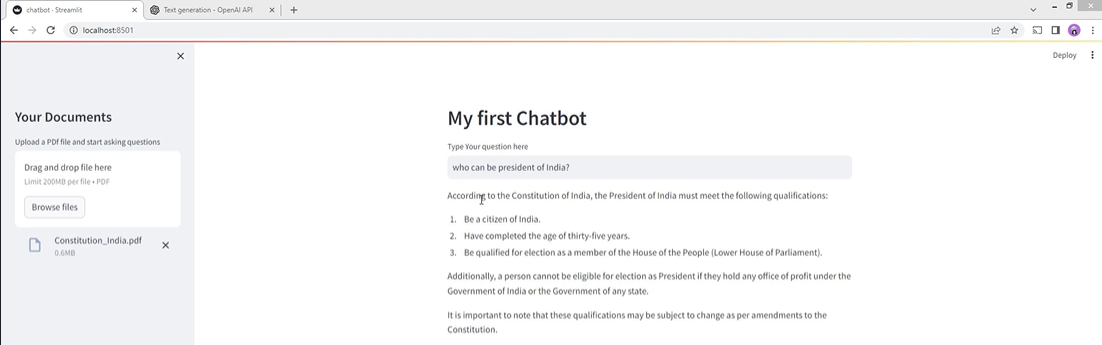 chatbot · Streamlit
Text generation - OpenAI API
localhost:8501
Deploy
Your Documents
Upload a PDf file and start asking questions
Drag and drop file here
Limit 200MB per file • PDF
Browse files
Constitution_India.pdf
0.6MB
My first Chatbot
Type Your question here
who can be president of India?
According to the Constitution of India, the President of India must meet the following qualifications:
1. Be a citizen of India.
2. Have completed the age of thirty-five years.
3. Be qualified for election as a member of the House of the People (Lower House of Parliament).
Additionally, a person cannot be eligible for election as President if they hold any office of profit under the
Government of India or the Government of any state.
It is important to note that these qualifications may be subject to change as per amendments to the
Constitution.